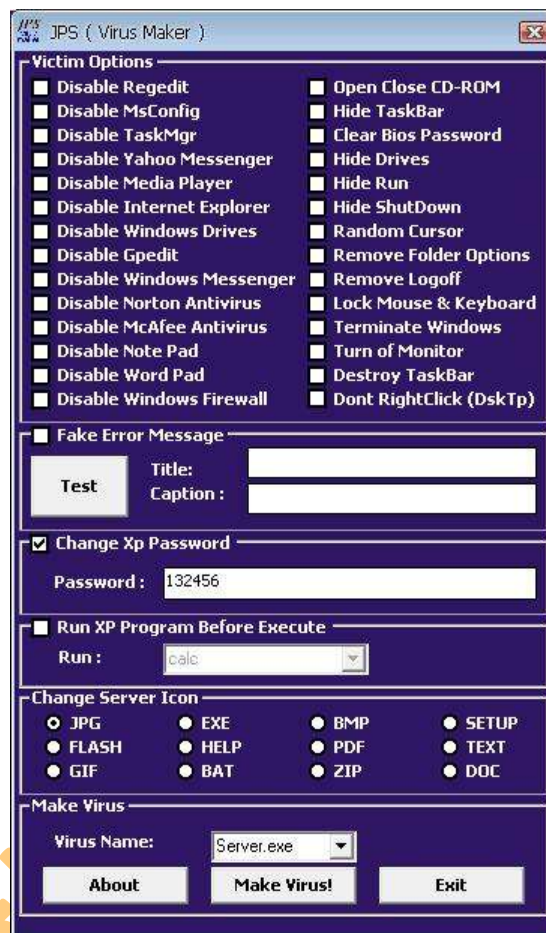 JPS ( Virus Maker )
Victim Options
Disable Regedit
Disable MsConfig
Disable TaskMgr
Disable Yahoo Messenger
Disable Media Player
Disable Internet Explorer
Disable Windows Drives
Disable Gpedit
Disable Windows Messenger
Disable Norton Antivirus
Disable McAfee Antivirus
Disable Note Pad
Disable Word Pad
Disable Windows Firewall
Open Close CD-ROM
Hide TaskBar
Clear Bios Password
Hide Drives
Hide Run
Hide ShutDown
Random Cursor
Remove Folder Options
Remove Logoff
Lock Mouse & Keyboard
Terminate Windows
Turn of Monitor
Destroy TaskBar
Dont RightClick (DskTp)
Fake Error Message
Test
Title:
Caption :
Change Xp Password
Password : 132456
Run XP Program Before Execute
Run : calc
Change Server Icon
JPG EXE BMP SETUP
FLASH HELP PDF TEXT
GIF BAT ZIP DOC
Make Virus
Virus Name: Server.exe
About Make Virus! Exit